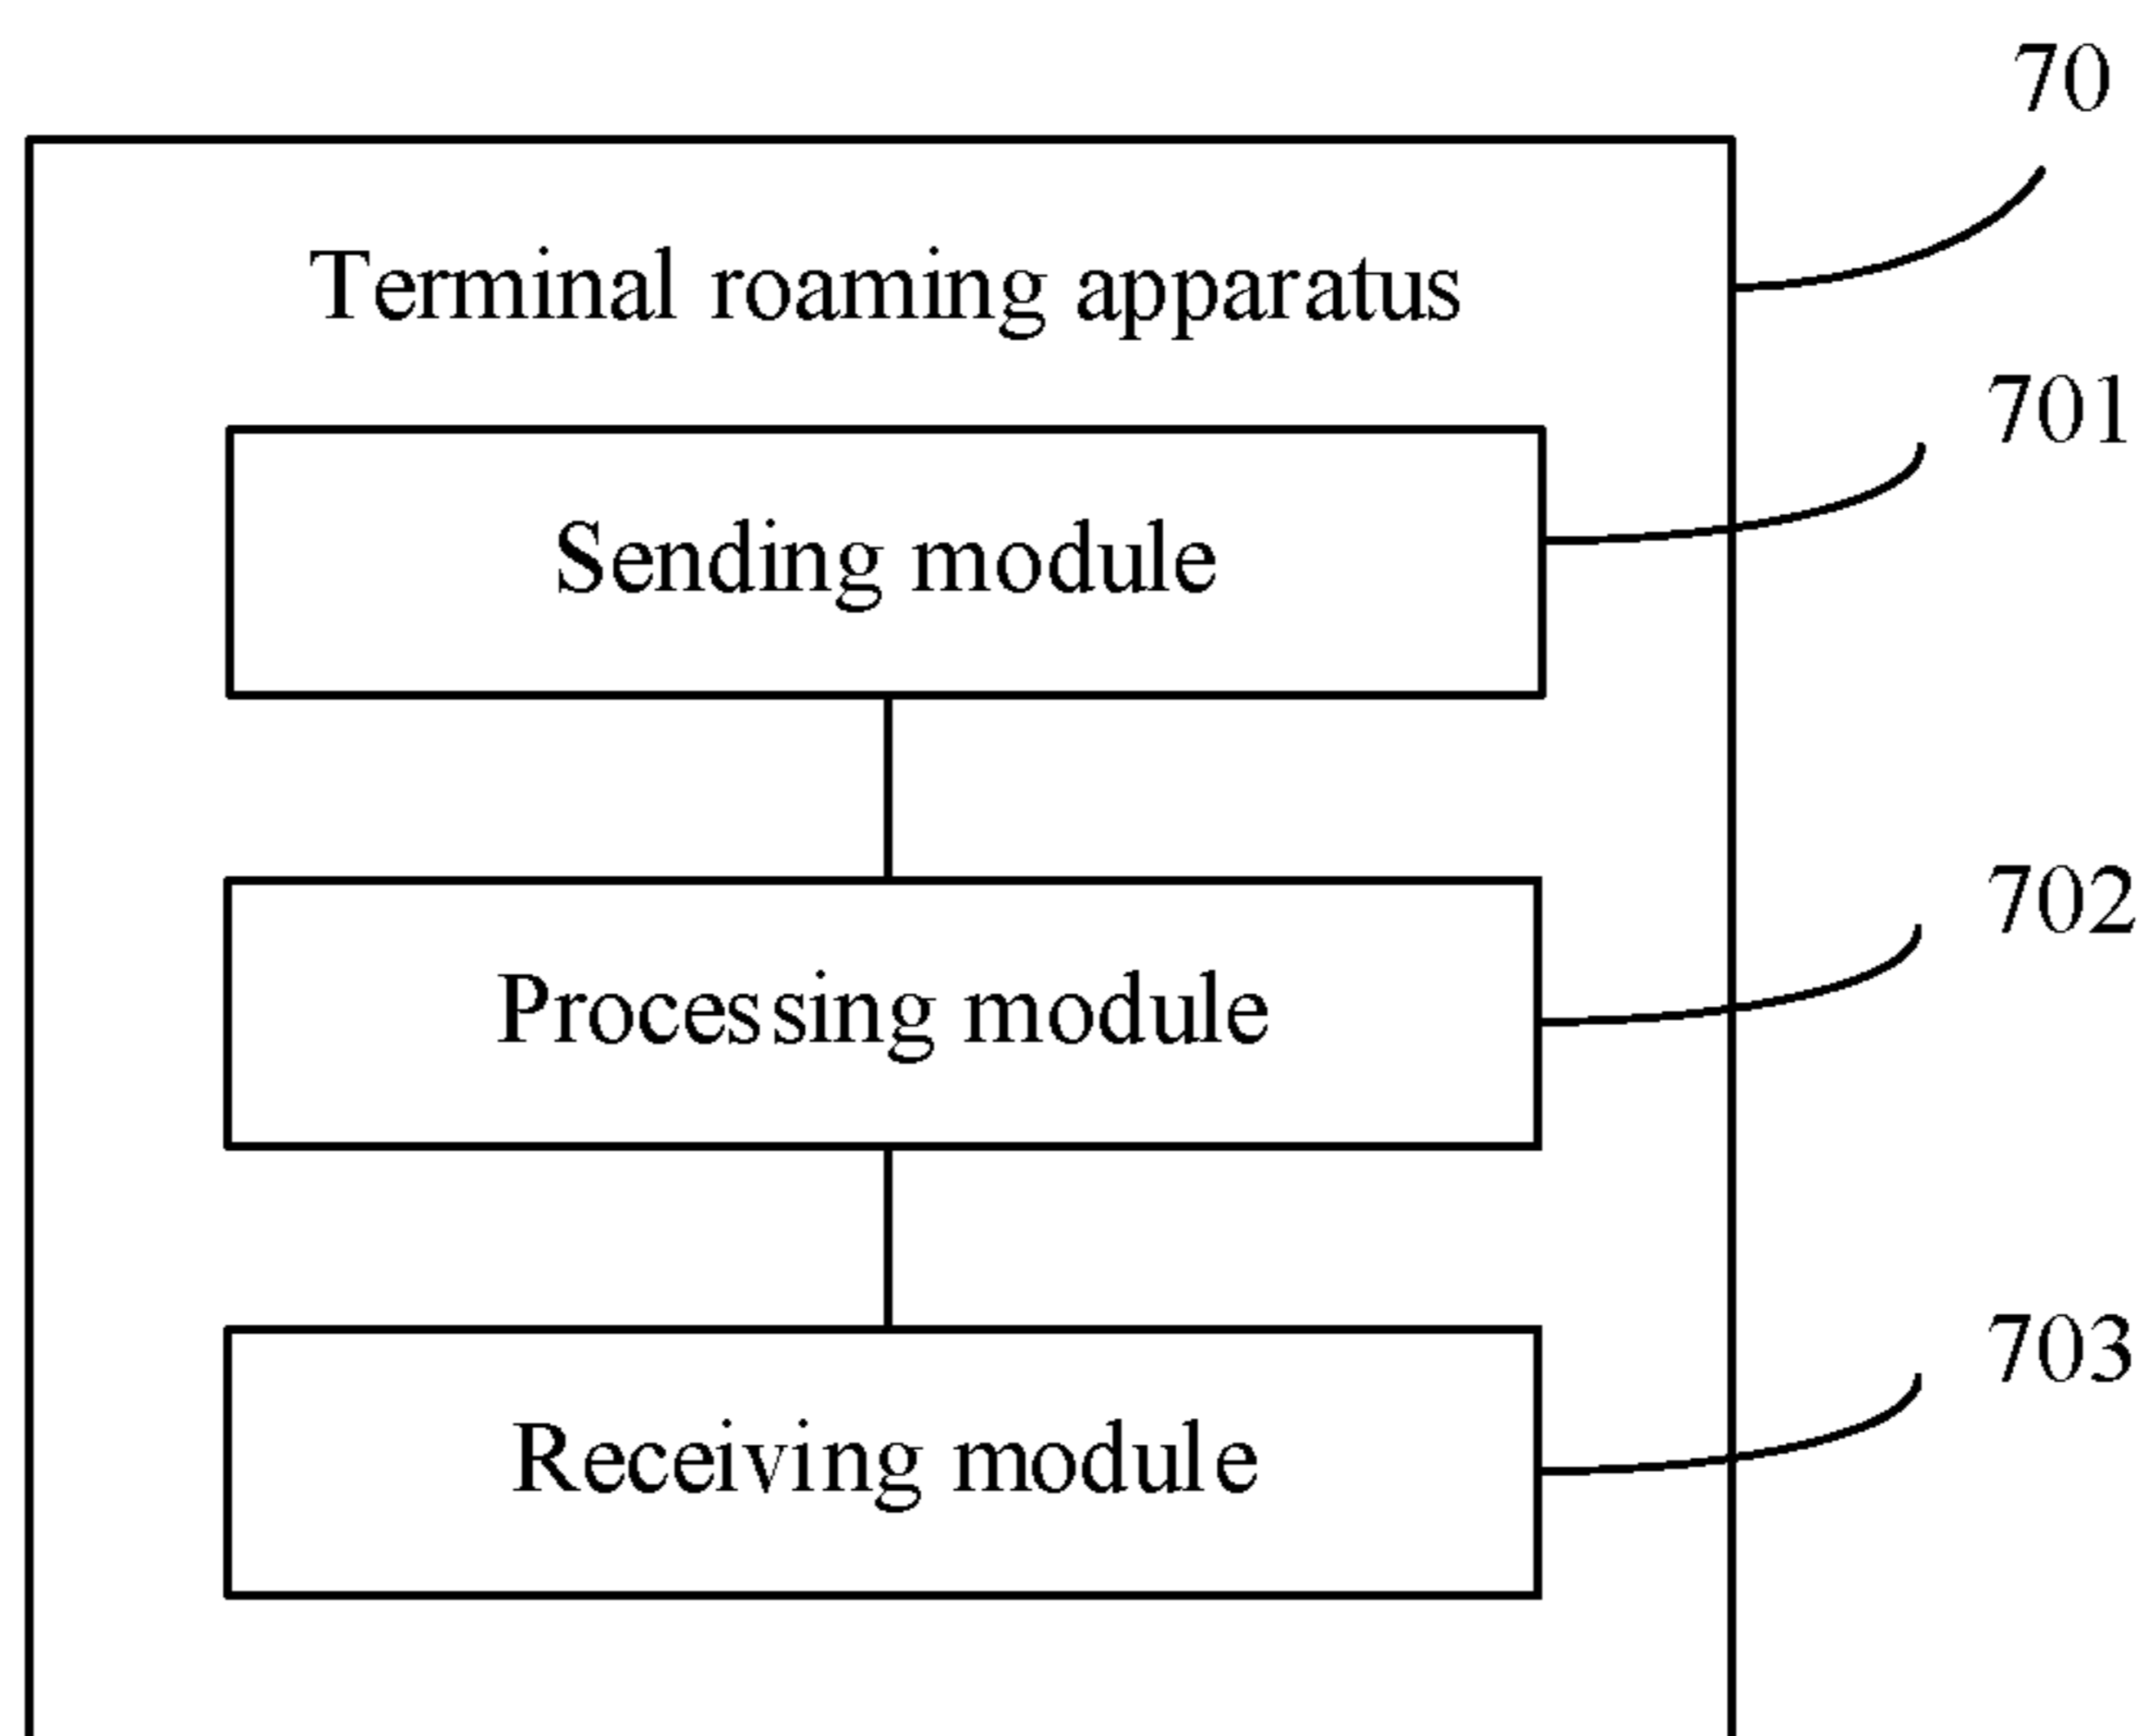 70
Terminal roaming apparatus
701
Sending module
702
Processing module
703
Receiving module